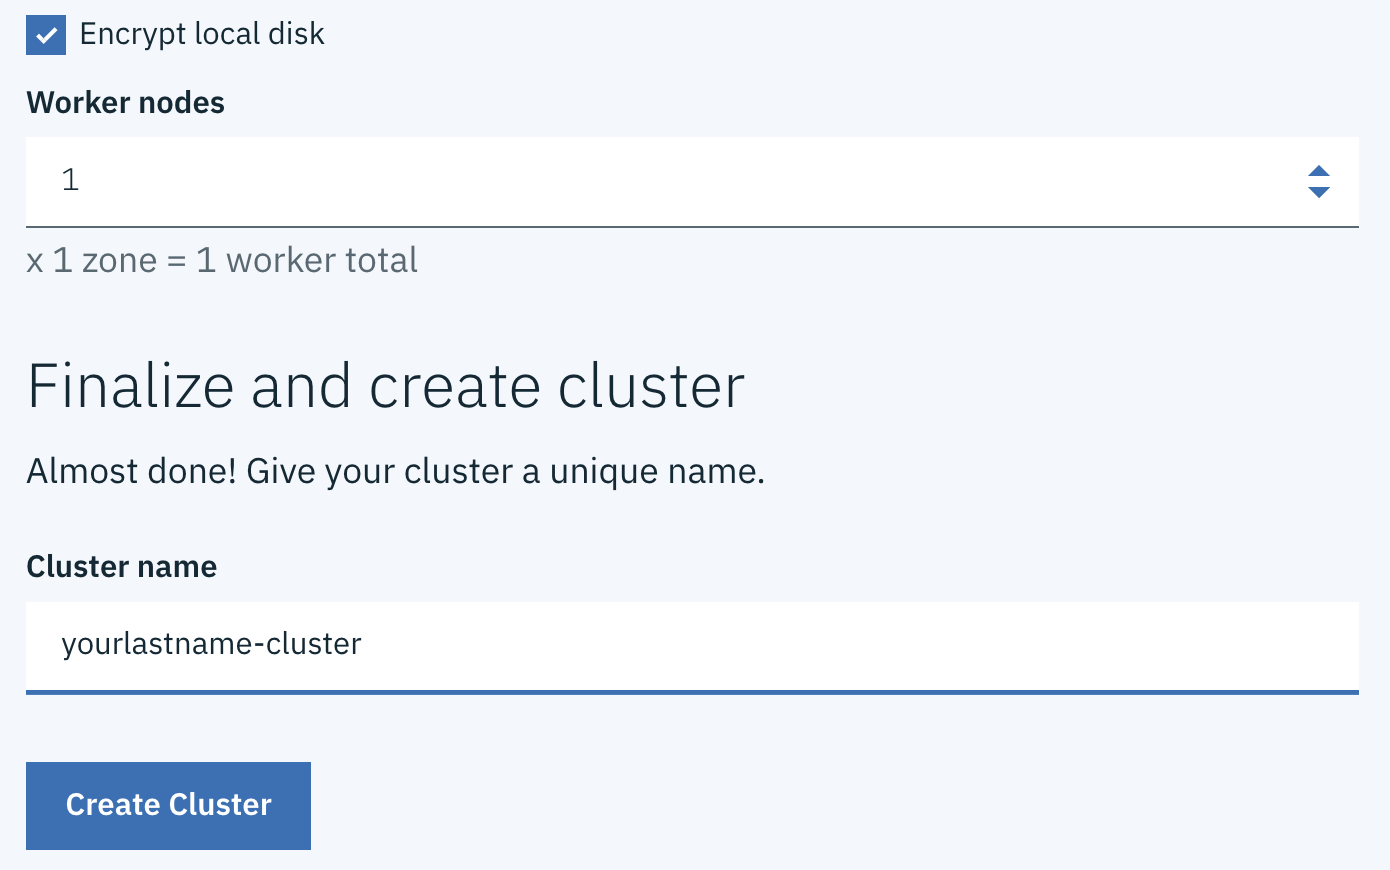 Encrypt local disk
Worker nodes
1
x 1 zone = 1 worker total
Finalize and create cluster
Almost done! Give your cluster a unique name.
Cluster name
yourlastname-cluster
Create Cluster